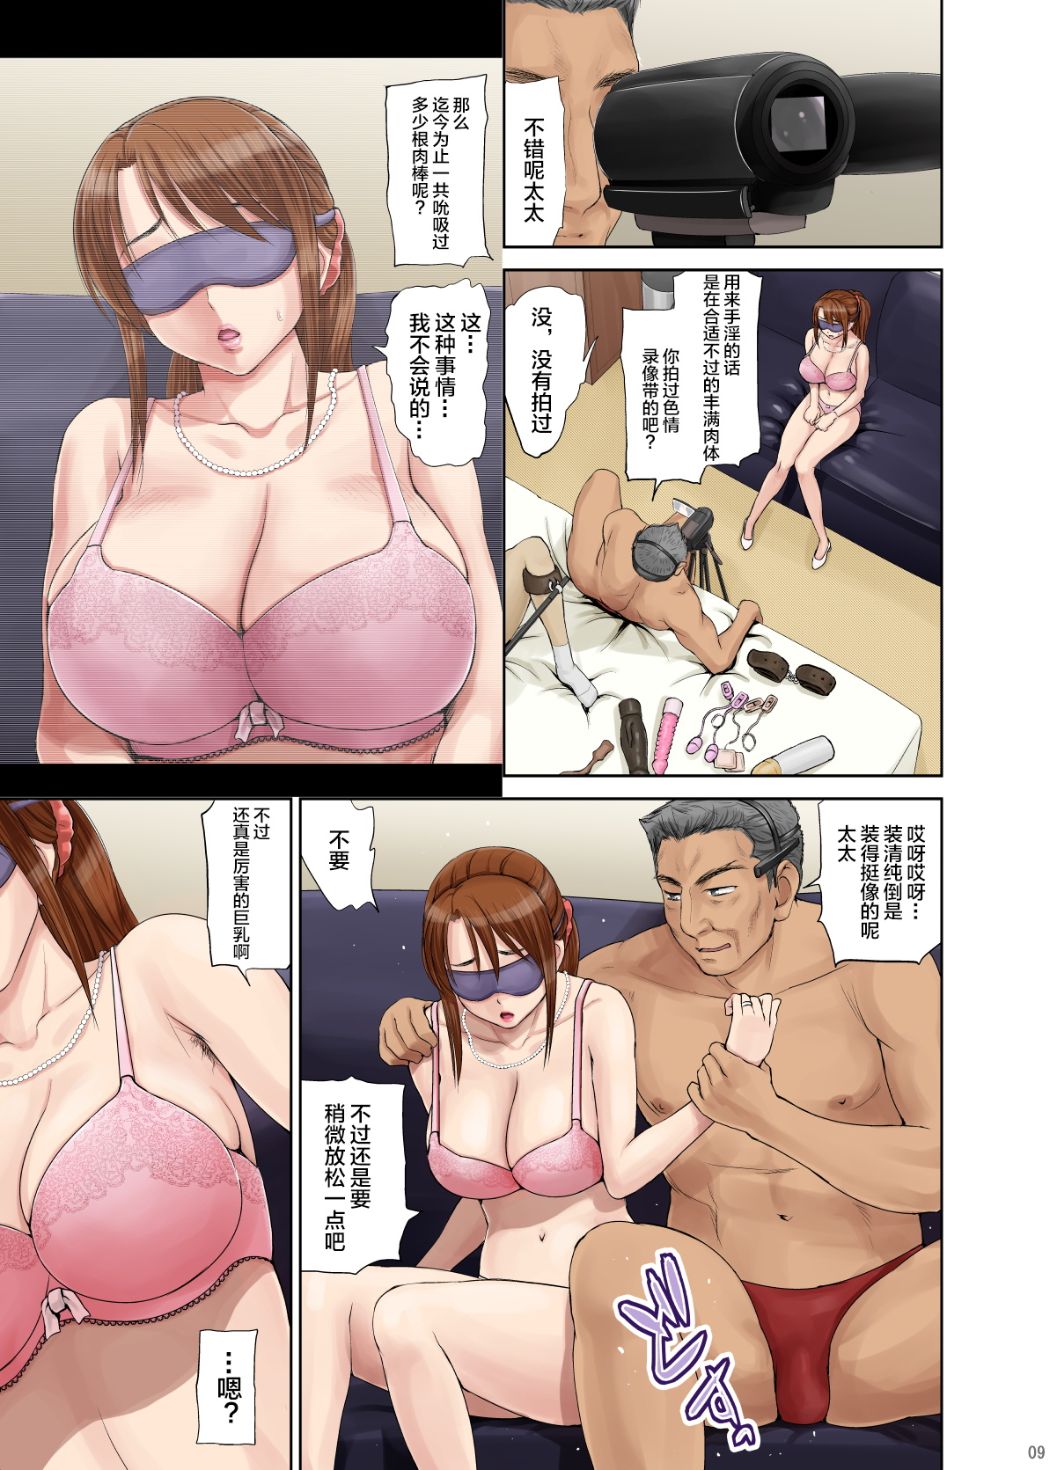 不错呢太太
用来手淫的话
是在合适不过的丰满肉体
你拍过色情
录像带的吧？
没，没有拍过
那么
迄今为止一共吮吸过
多少根肉棒呢？
这…
这种事情…
我不会说的…
哎呀哎呀…
装清纯倒是
装得挺像的呢
太太
不要
不过还是要
稍微放松一点吧
不过
还真是厉害的巨乳啊
…嗯？
09